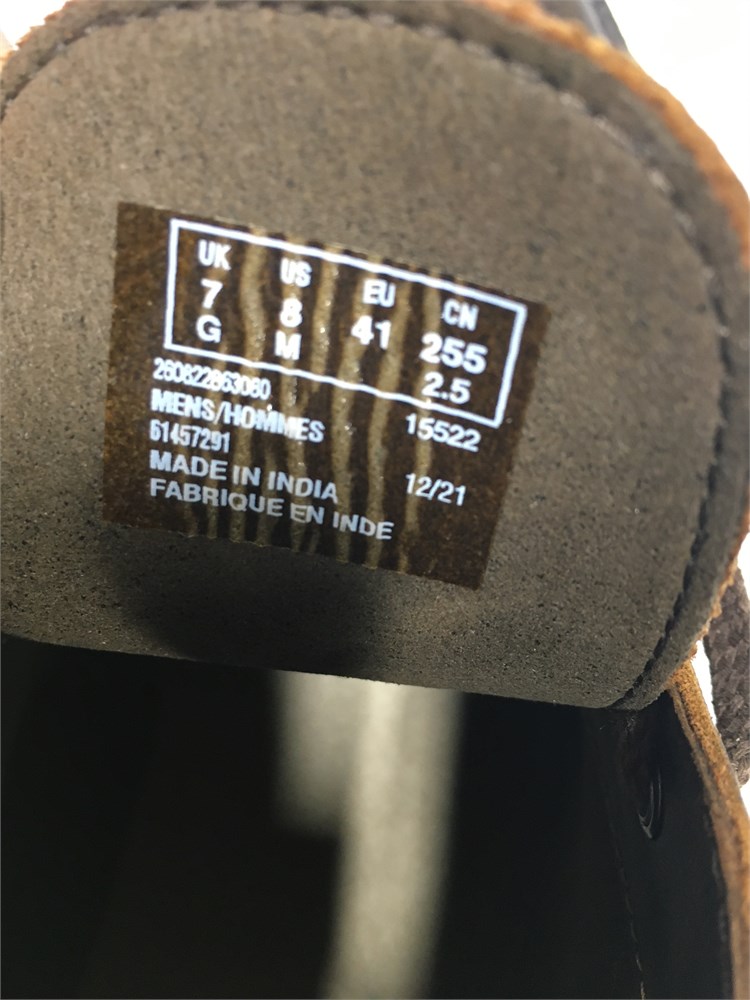 UK US EU CN
7 8 41 255
G M 2.5
260822863060
MENS/HOMMES 15522
61457291
MADE IN INDIA 12/21
FABRIQUE EN INDE